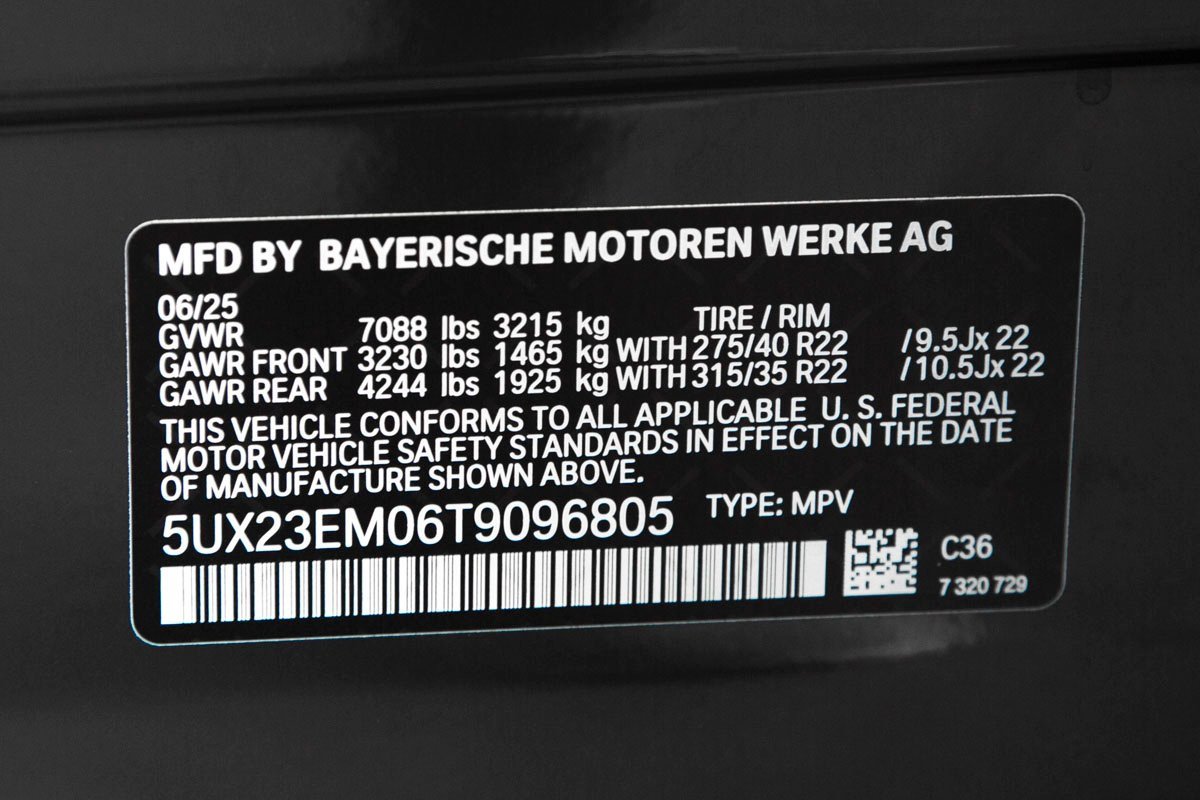 MFD BY BAYERISCHE MOTOREN WERKE AG
06/25
TIRE / RIM
GVWR 7088 lbs 3215 kg
GAWR FRONT 3230 lbs 1465 kg WITH 275/40 R22 / 9.5Jx 22
GAWR REAR 4244 lbs 1925 kg WITH 315/35 R22 / 10.5Jx 22
THIS VEHICLE CONFORMS TO ALL APPLICABLE U. S. FEDERAL
MOTOR VEHICLE SAFETY STANDARDS IN EFFECT ON THE DATE
OF MANUFACTURE SHOWN ABOVE.
5UX23EM06T9096805 TYPE: MPV
C36
7 320 729